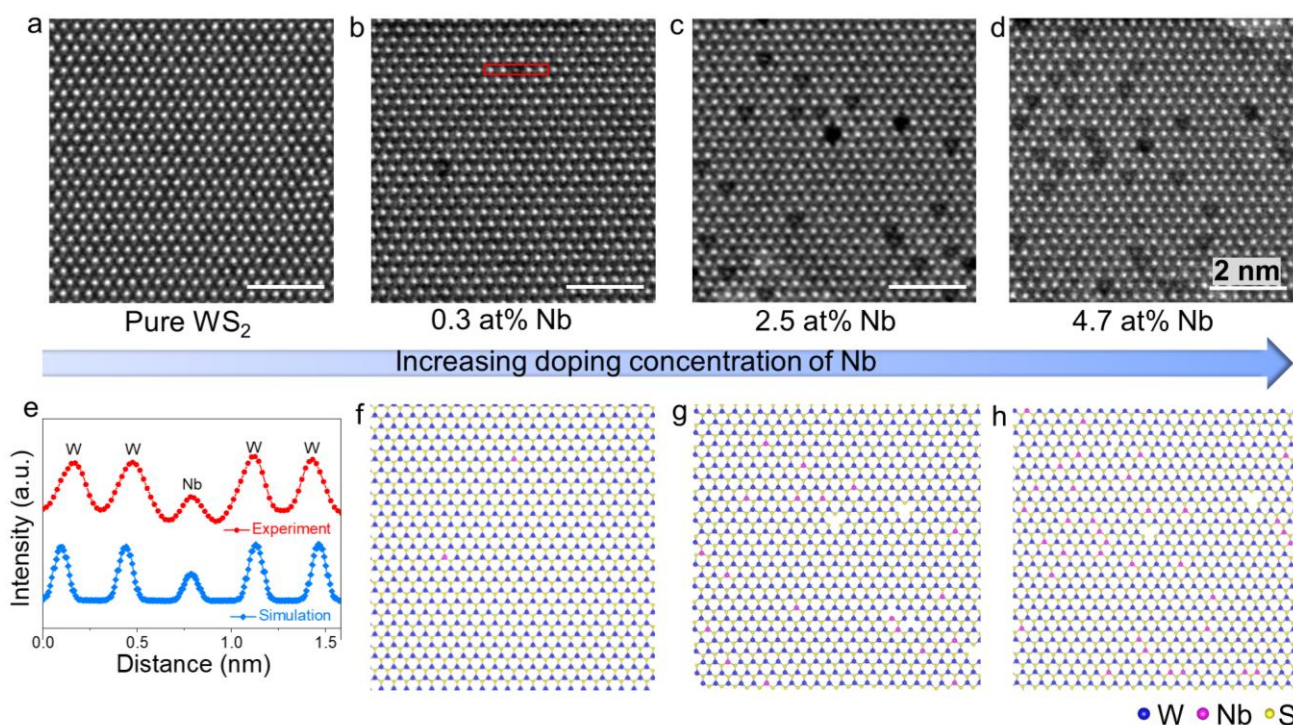 a b c d
2 nm
Pure WS₂ 0.3 at% Nb 2.5 at% Nb 4.7 at% Nb
Increasing doping concentration of Nb
e f g h
W W Nb W W
Experiment
Simulation
Intensity (a.u.)
0.0 0.5 1.0 1.5
Distance (nm)
W Nb S